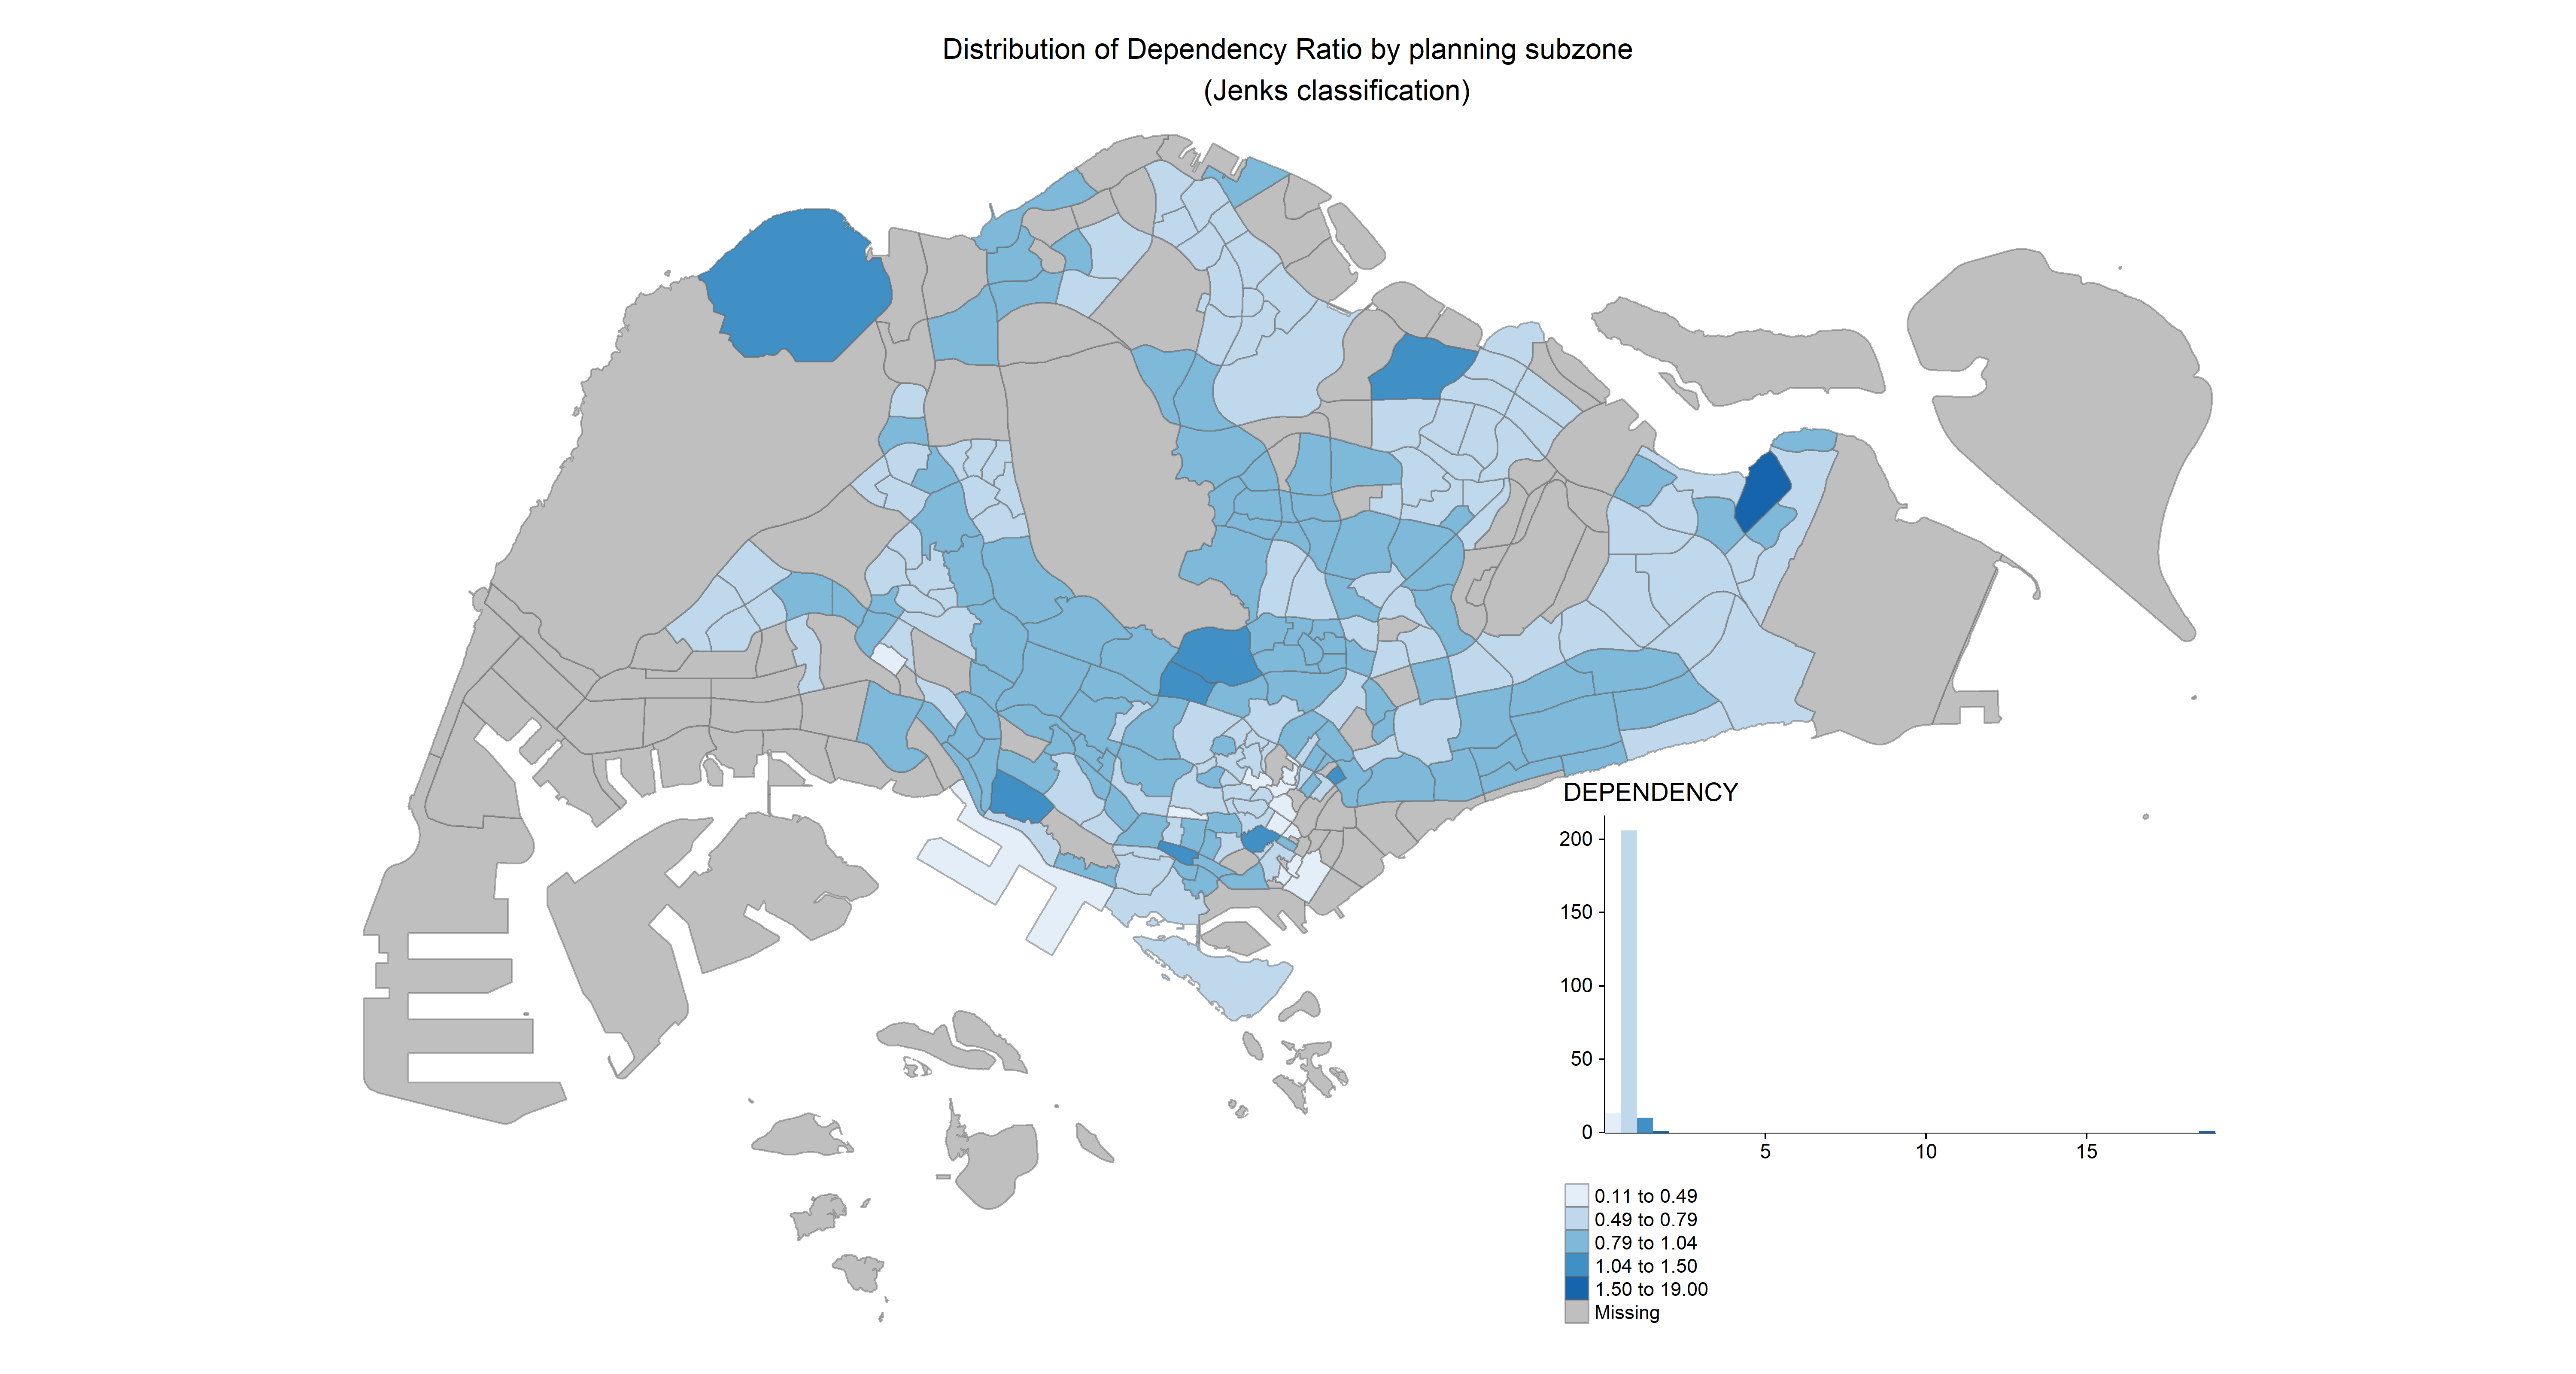 Distribution of Dependency Ratio by planning subzone
(Jenks classification)
DEPENDENCY
200
150
100
50
0
5 10 15
0.11 to 0.49
0.49 to 0.79
0.79 to 1.04
1.04 to 1.50
1.50 to 19.00
Missing